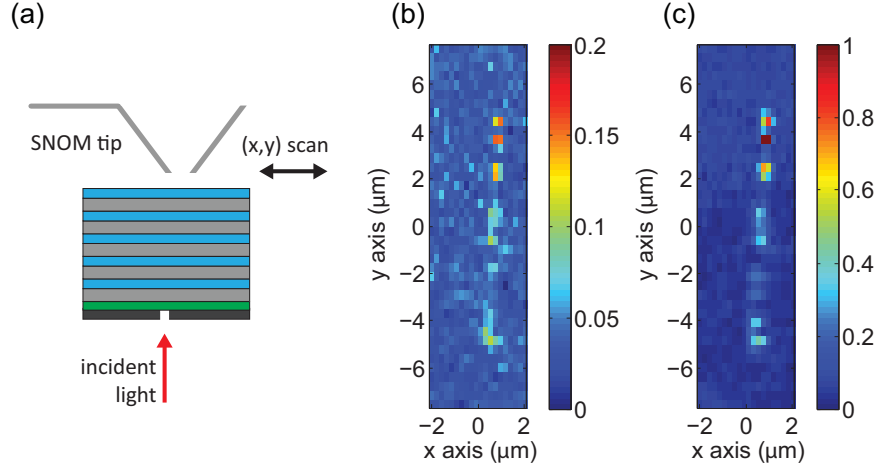 (a)
SNOM tip
(x,y) scan
incident
light
(b)
6
4
2
0
−2
−4
−6
y axis (µm)
−2 0 2
x axis (µm)
0.2
0.15
0.1
0.05
0
(c)
6
4
2
0
−2
−4
−6
y axis (µm)
−2 0 2
x axis (µm)
1
0.8
0.6
0.4
0.2
0